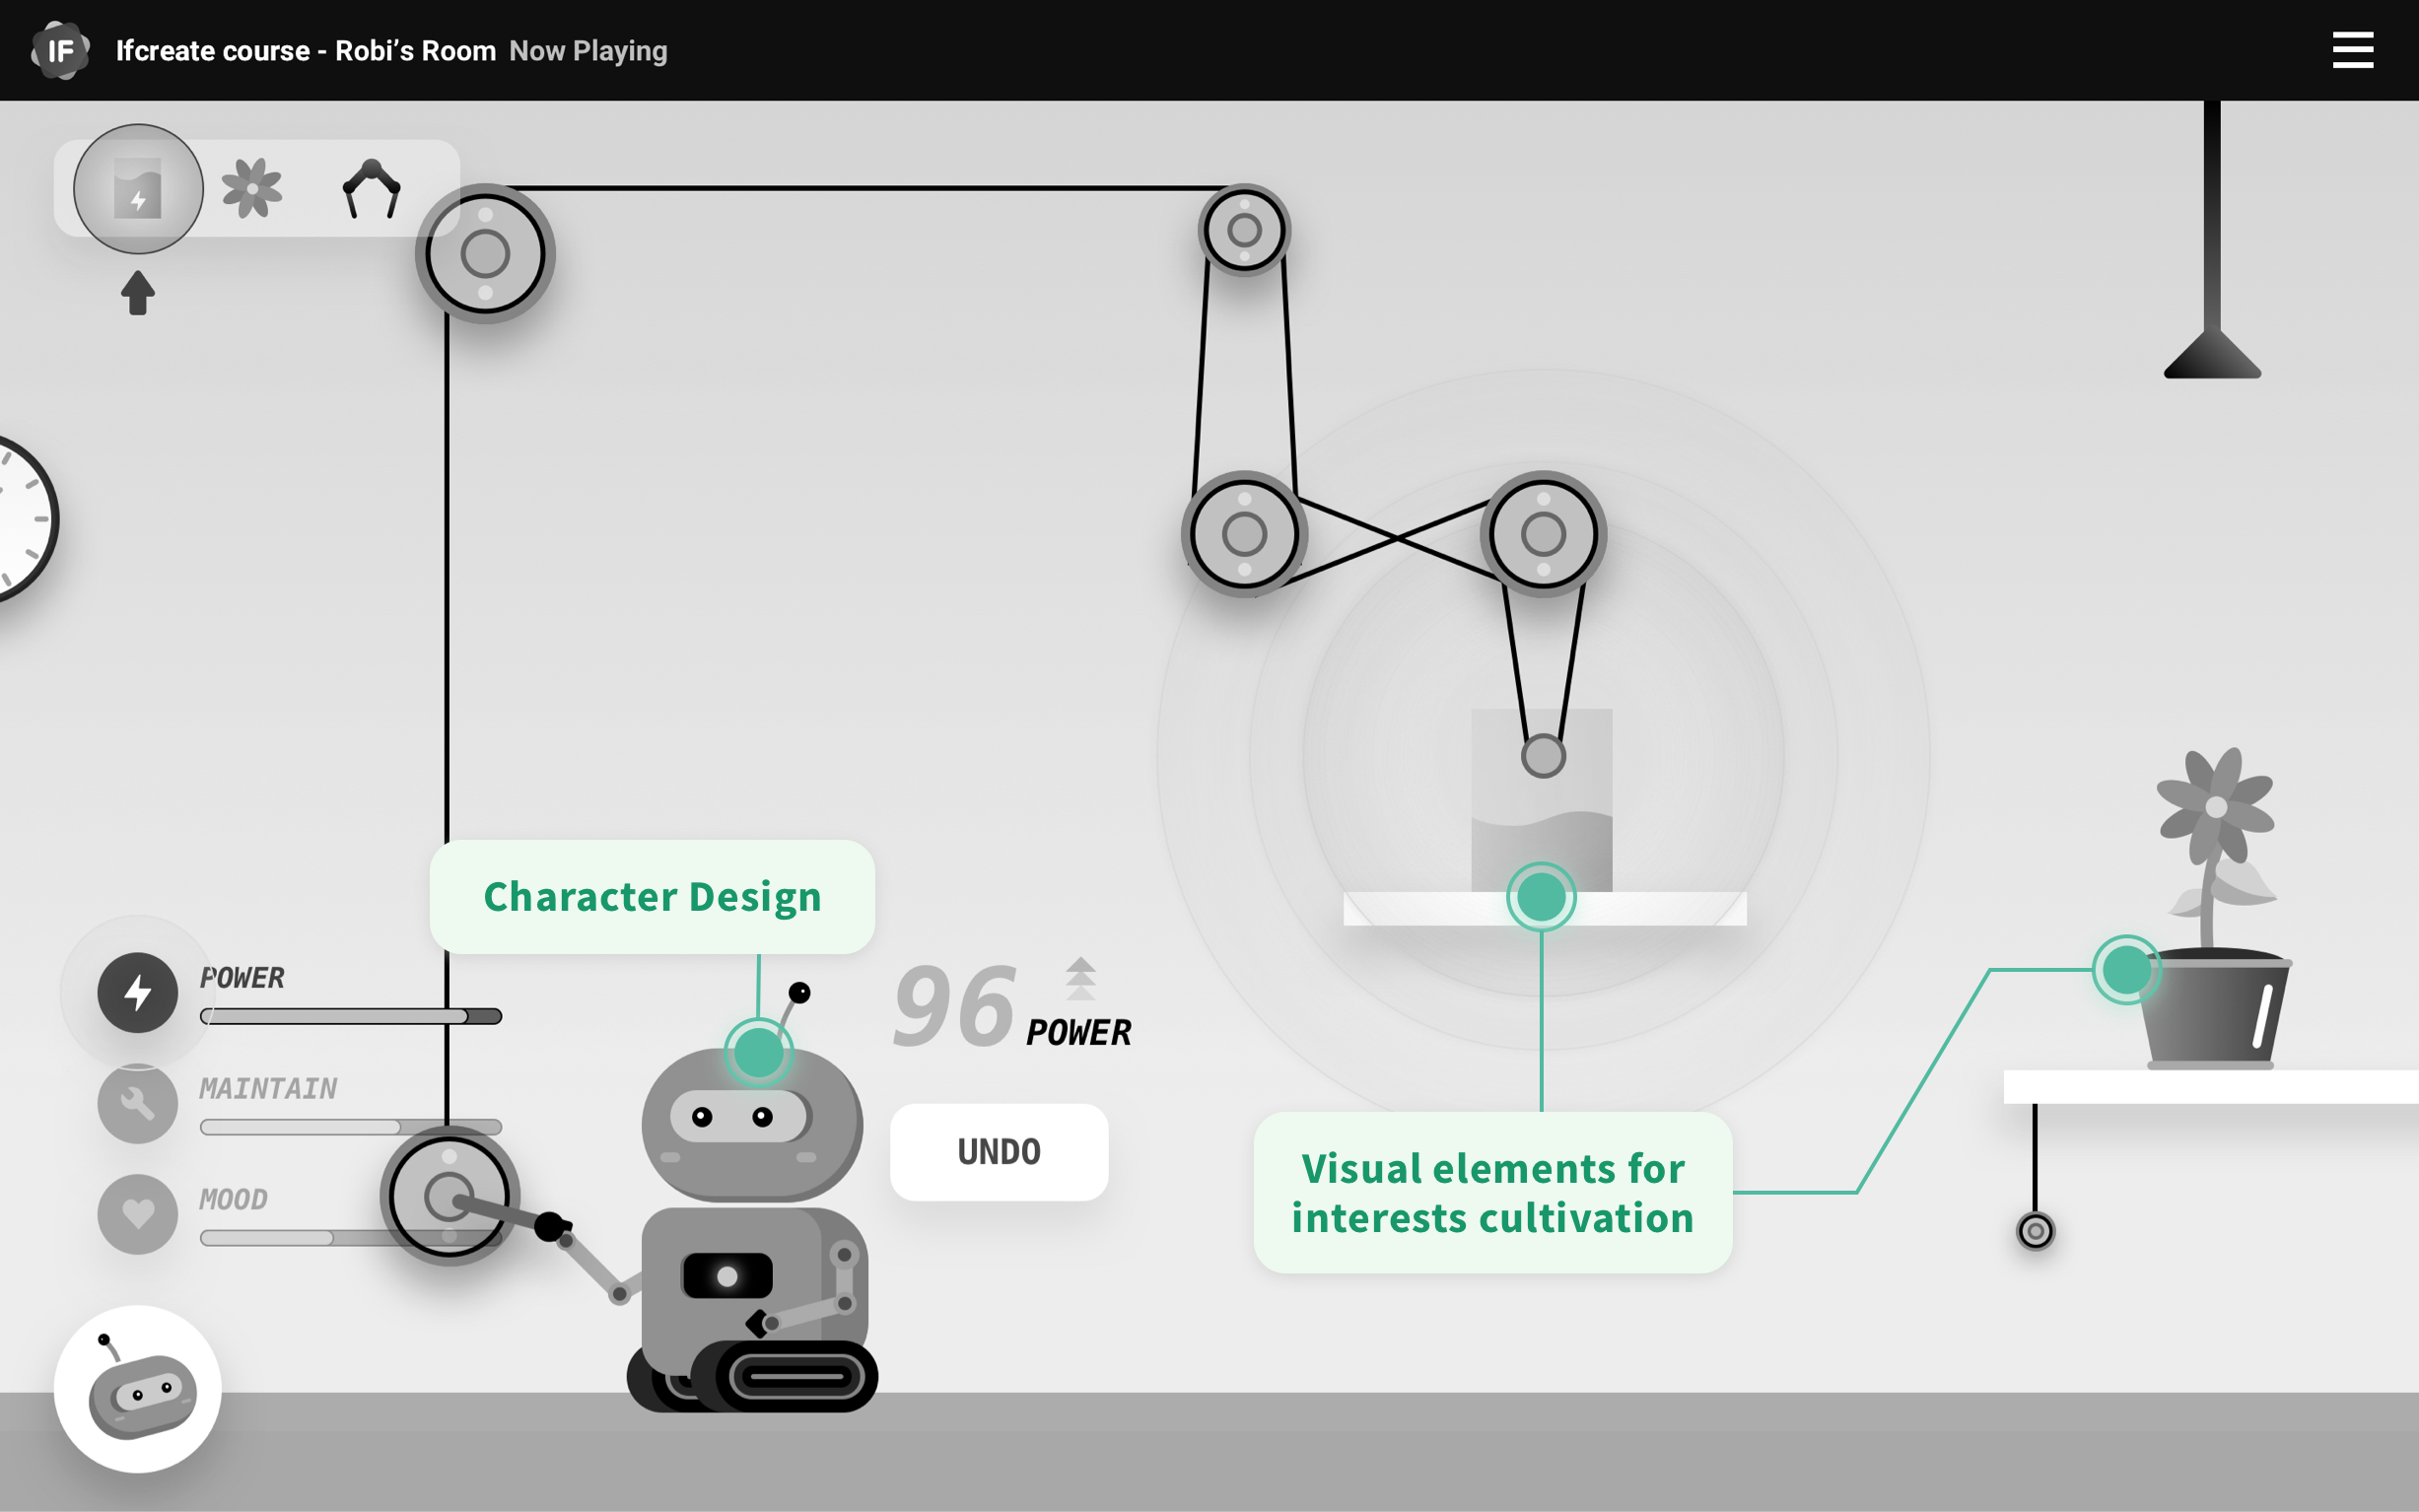 IF
Ifcreate course - Robi’s Room Now Playing
Character Design
POWER
96
POWER
MAINTAIN
UNDO
MOOD
Visual elements for
interests cultivation